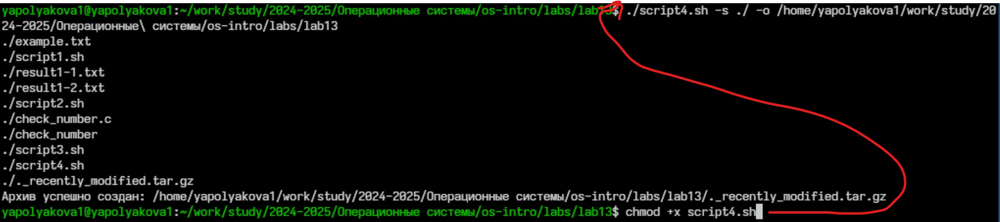 yapolyakova1@yapolyakova1:~/work/study/2024-2025/Операционные системы/os-intro/labs/lab13$ ./script4.sh -s ./ -o /home/yapolyakova1/work/study/20
24-2025/Операционные\ системы/os-intro/labs/lab13
./example.txt
./script1.sh
./result1-1.txt
./result1-2.txt
./script2.sh
./check_number.c
./check_number
./script3.sh
./script4.sh
./._recently_modified.tar.gz
Архив успешно создан: /home/yapolyakova1/work/study/2024-2025/Операционные системы/os-intro/labs/lab13/._recently_modified.tar.gz
yapolyakova1@yapolyakova1:~/work/study/2024-2025/Операционные системы/os-intro/labs/lab13$ chmod +x script4.sh